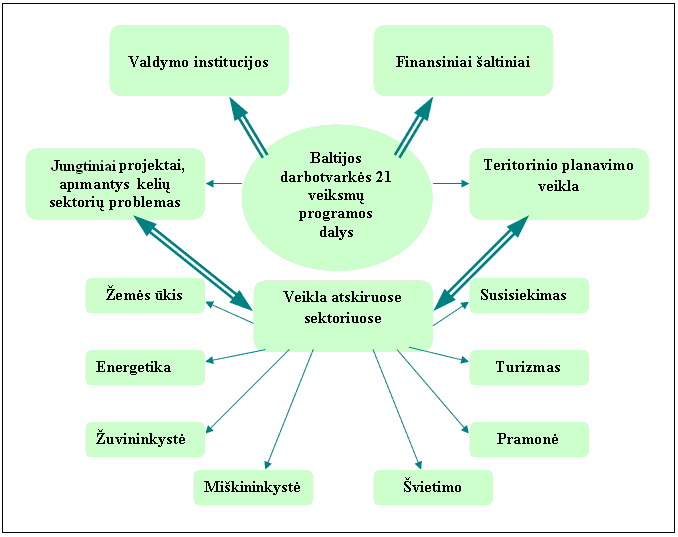 Valdymo institucijos
Finansiniai šaltiniai
Baltijos
darbotvarkės 21
veiksmų
programos
dalys
Jungtiniai projektai,
apimantys kelių
sektorių problemas
Teritorinio planavimo
veikla
Veikla atskiruose
sektoriuose
Žemės ūkis
Susisiekimas
Energetika
Turizmas
Žuvininkystė
Pramonė
Miškininkystė
Švietimo